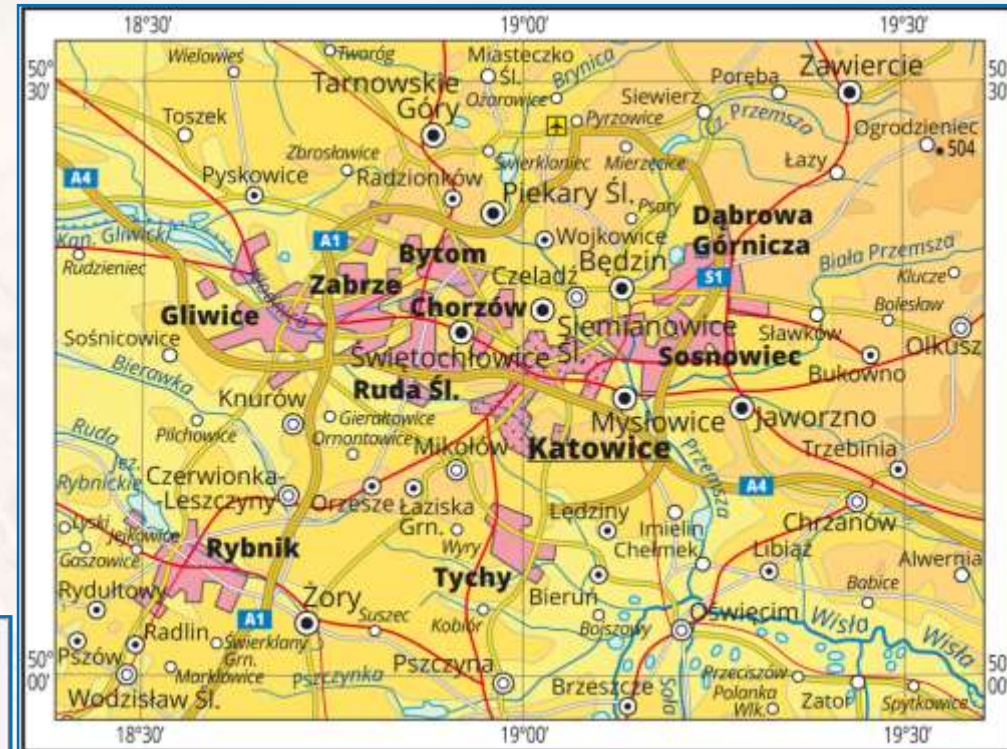 18°30'
19°00'
19°30'
50°
30'
50°
30'
Wielowieś
Tworóg
Miasteczko
Śl.
Brynica
Poręba
Zawiercie
Tarnowskie
Góry
Ożarowice
Siewierz
Toszek
Pyrzowice
Cz. Przemsza
Ogrodzieniec
504
Zbrosławice
Świerklaniec
Mierzęcice
Łazy
A4
Pyskowice
Radzionków
Piekary Śl.
Psary
Dąbrowa
Górnicza
Kan. Gliwicki
A1
Bytom
Wojkowice
Będzin
Biała Przemsza
Rudzieniec
Kłodnica
Zabrze
Czeladź
S1
Klucze
Gliwice
Chorzów
Siemianowice
Śl.
Bolesław
Sławków
Olkusz
Sośnicowice
Świętochłowice
Sosnowiec
Bierawka
Ruda Śl.
Bukowno
Knurów
Gierałtowice
Mysłowice
Jaworzno
Ruda
Pilchowice
Ornontowice
Mikołów
Katowice
Trzebinia
Jez.
Rybnickie
Czerwionka-
-Leszczyny
Orzesze
Łaziska
Grn.
Lędziny
Przemsza
A4
Imielin
Chrzanów
Lyski
Jejkowice
Rybnik
Wyry
Chełmek
Libiąż
Alwernia
Gaszowice
Tychy
Babice
Rydułtowy
Żory
Bieruń
A1
Suszec
Kobiór
Bojszowy
Oświęcim
Wisła
Wisła
Radlin
Świerklany
Grn.
Pszów
Marklowice
Pszczynka
Pszczyna
Przeciszów
50°
00'
50°
00'
Wodzisław Śl.
Brzeszcze
Soła
Polanka
Wlk.
Zator
Spytkowice
18°30'
19°00'
19°30'